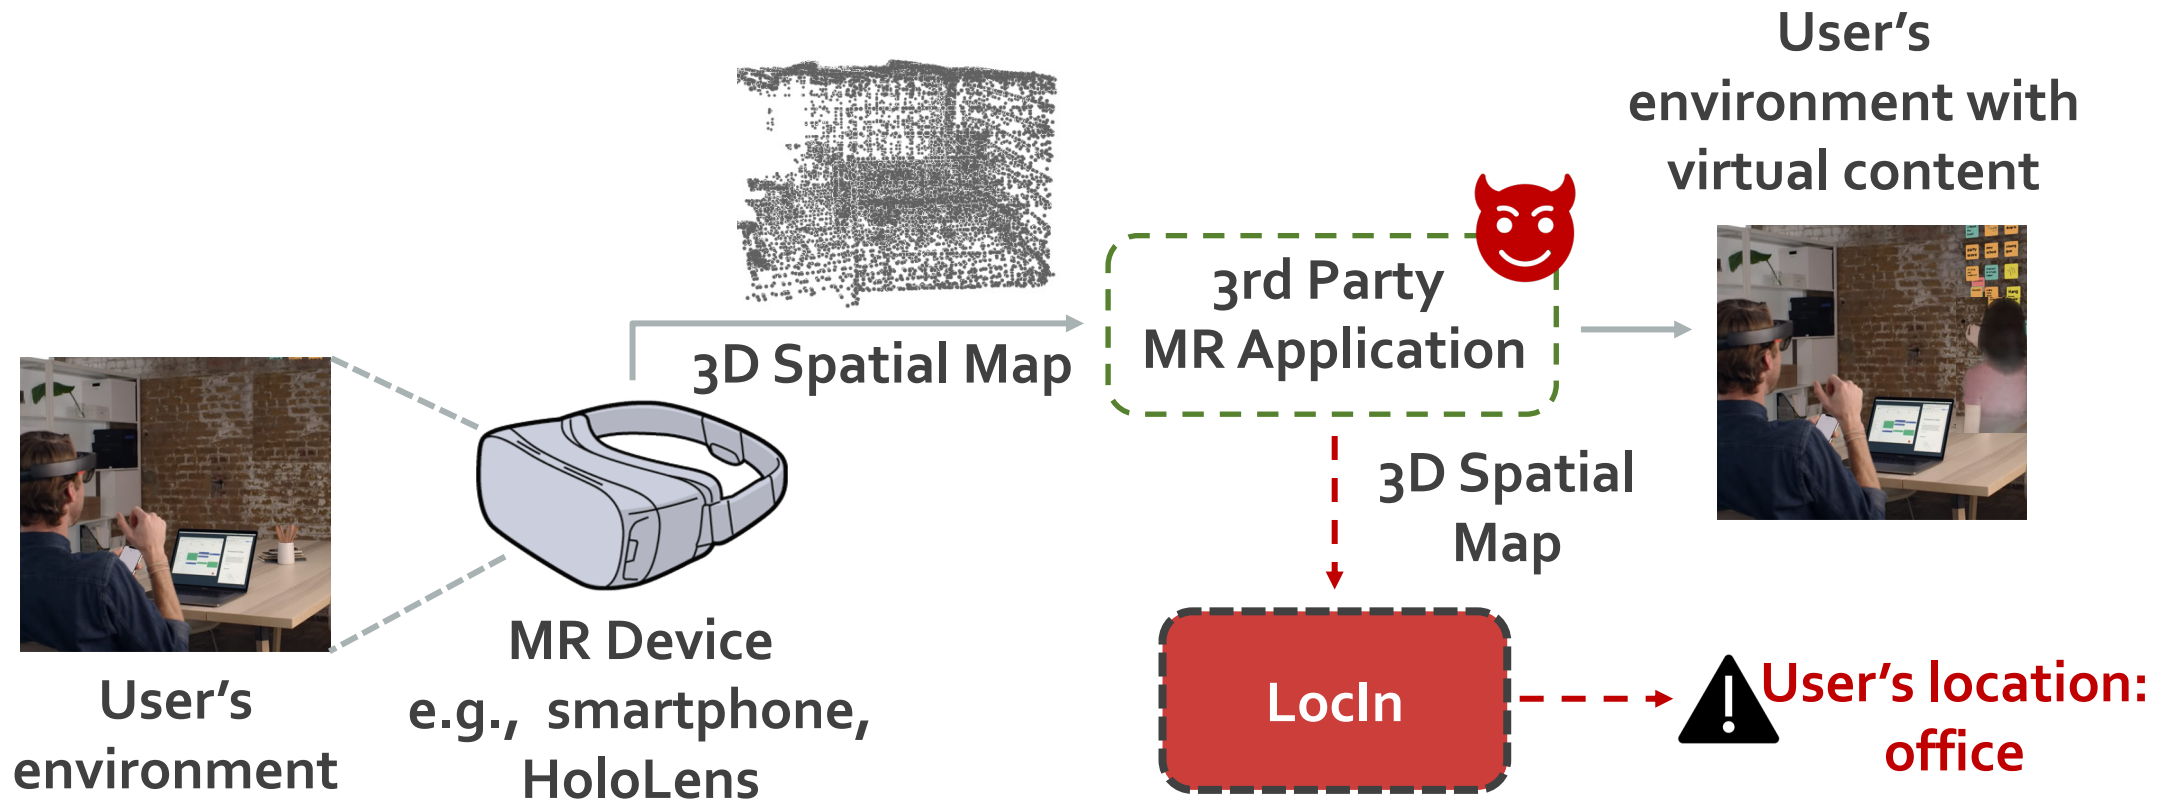 User's
environment
MR Device
e.g., smartphone,
HoloLens
3D Spatial Map
3rd Party
MR Application
User's
environment with
virtual content
3D Spatial
Map
LocIn
User's location:
office